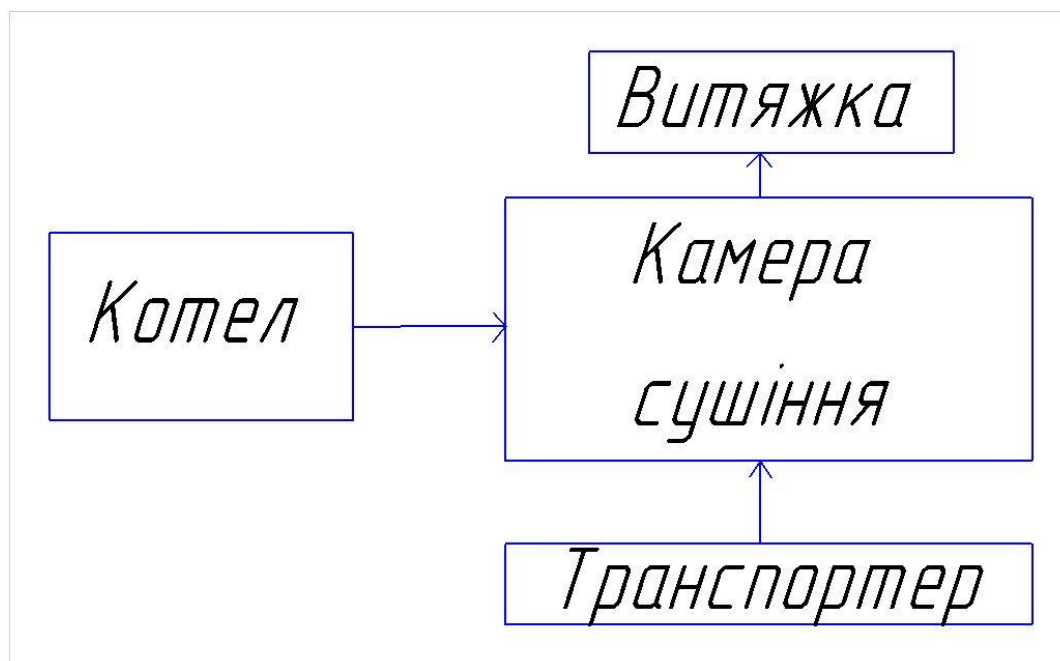 Витяжка
Котел
Камера
сушіння
Транспортер